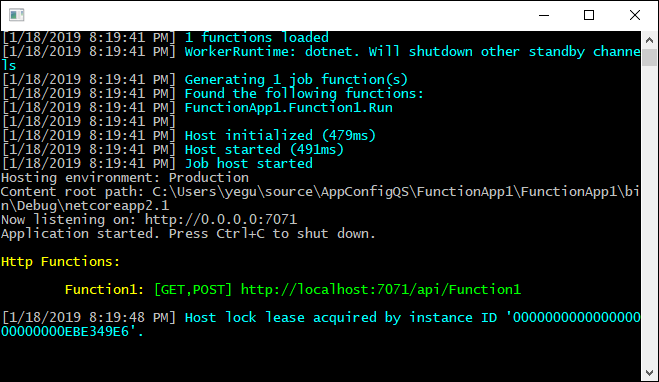 [1/18/2019 8:19:41 PM] 1 functions loaded
[1/18/2019 8:19:41 PM] WorkerRuntime: dotnet. Will shutdown other standby channe
ls
[1/18/2019 8:19:41 PM] Generating 1 job function(s)
[1/18/2019 8:19:41 PM] Found the following functions:
[1/18/2019 8:19:41 PM] FunctionApp1.Function1.Run
[1/18/2019 8:19:41 PM]
[1/18/2019 8:19:41 PM] Host initialized (479ms)
[1/18/2019 8:19:41 PM] Host started (491ms)
[1/18/2019 8:19:41 PM] Job host started
Hosting environment: Production
Content root path: C:\Users\yegu\source\AppConfigQS\FunctionApp1\FunctionApp1\bi
n\Debug\netcoreapp2.1
Now listening on: http://0.0.0.0:7071
Application started. Press Ctrl+C to shut down.
Http Functions:
Function1: [GET,POST] http://localhost:7071/api/Function1
[1/18/2019 8:19:48 PM] Host lock lease acquired by instance ID '0000000000000000
00000000EBE349E6'.